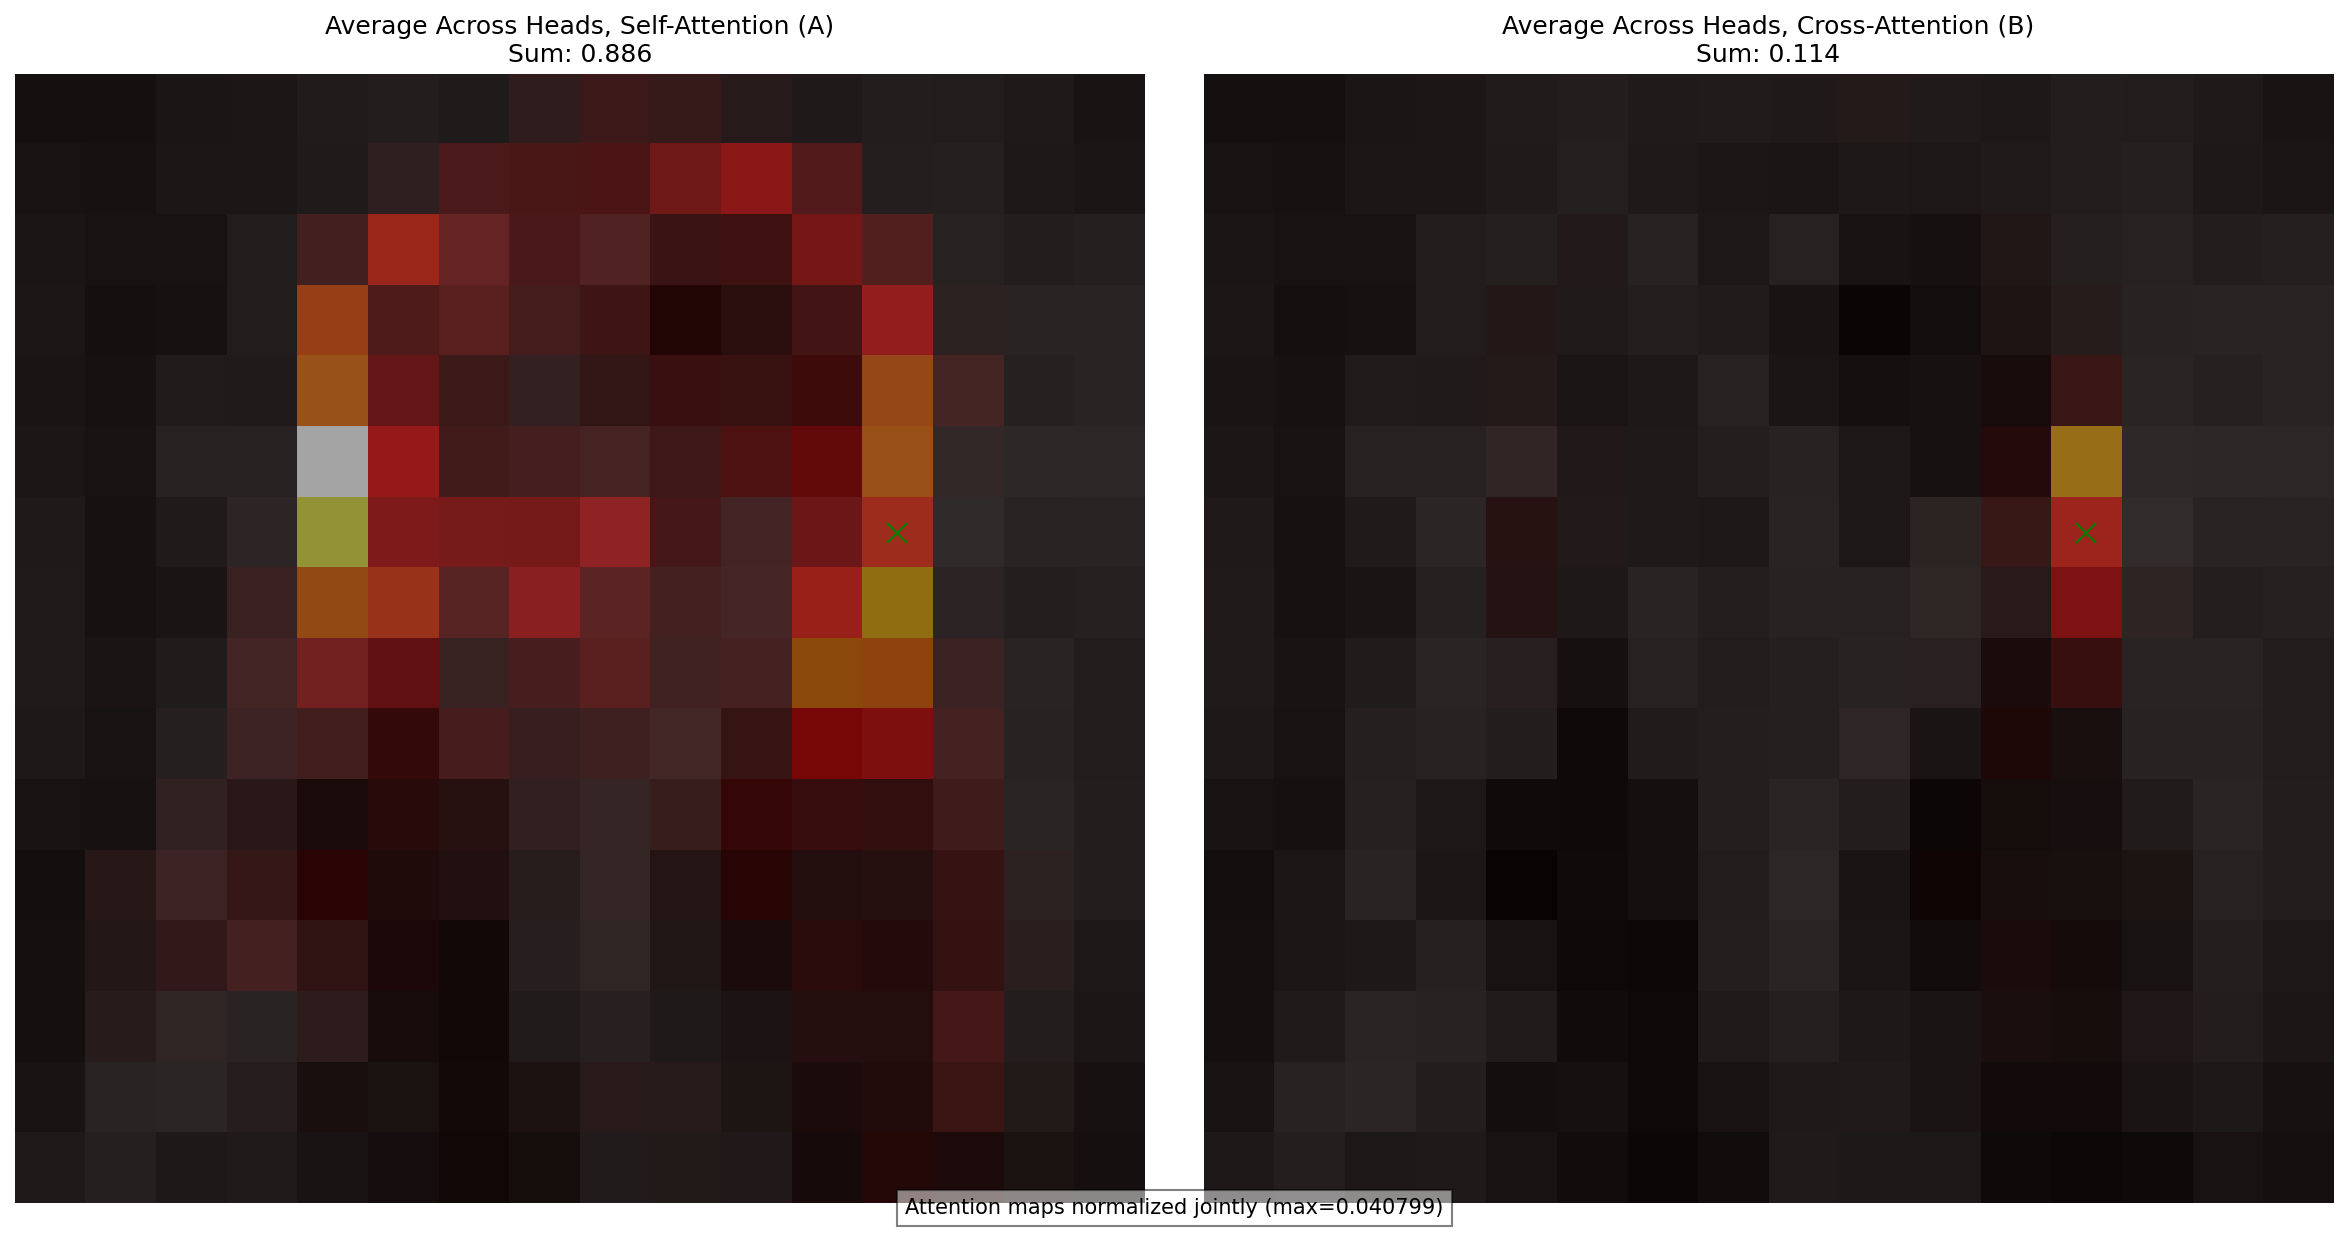 Average Across Heads, Self-Attention (A)
Sum: 0.886
Average Across Heads, Cross-Attention (B)
Sum: 0.114
Attention maps normalized jointly (max=0.040799)